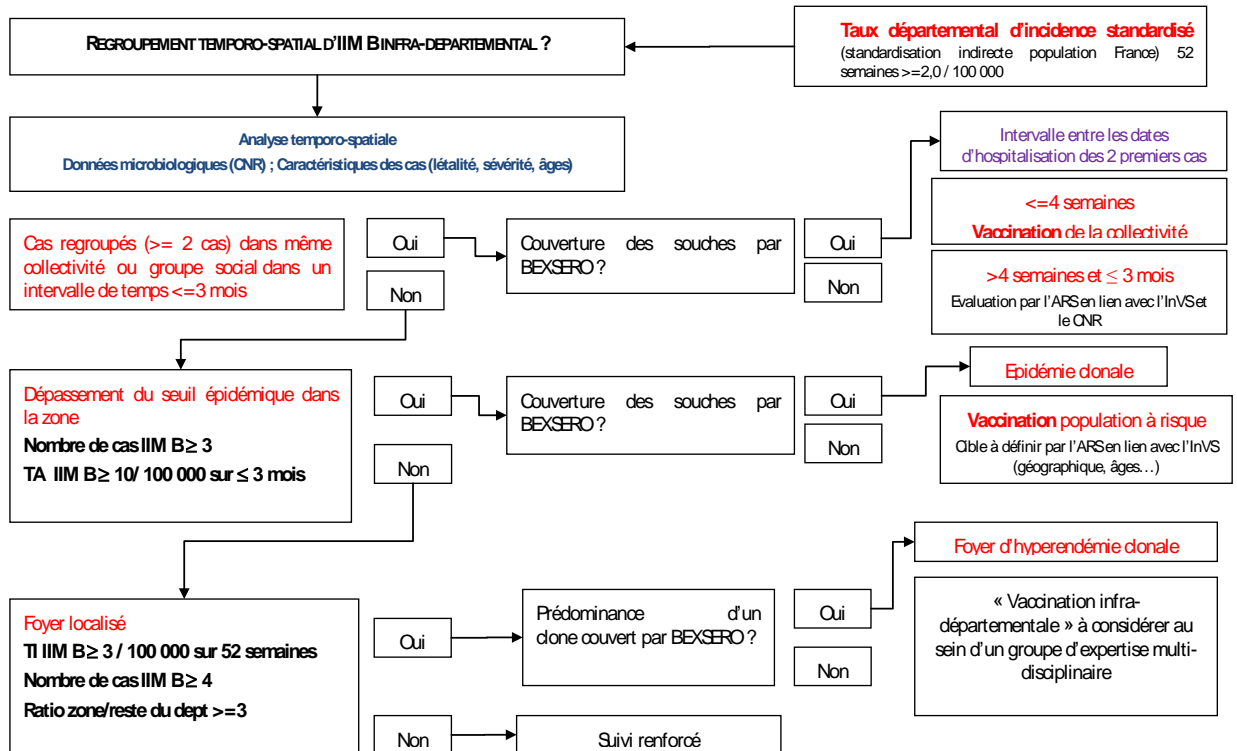 REGROUPEMENT TEMPORO-SPATIAL D'IIM B INFRA-DEPARTEMENTAL ?
Taux départemental d'incidence standardisé
(standardisation indirecte population France) 52
semaines >=2,0 / 100 000
Analyse temporo-spatiale
Données microbiologiques (CNR) ; Caractéristiques des cas (létalité, sévérité, âges)
Intervalle entre les dates
d'hospitalisation des 2 premiers cas
<=4 semaines
Vaccination de la collectivité
>4 semaines et ≤ 3 mois
Evaluation par l'ARS en lien avec l'InVS et
le CNR
Cas regroupés (>= 2 cas) dans même
collectivité ou groupe social dans un
intervalle de temps <=3 mois
Oui
Non
Couverture des souches par
BEXSERO ?
Oui
Non
Dépassement du seuil épidémique dans
la zone
Nombre de cas IIM B ≥ 3
TA IIM B ≥ 10/ 100 000 sur ≤ 3 mois
Oui
Non
Couverture des souches par
BEXSERO ?
Oui
Non
Epidémie clonale
Vaccination population à risque
Cible à définir par l'ARS en lien avec l'InVS
(géographique, âges…)
Foyer localisé
TI IIM B ≥ 3 / 100 000 sur 52 semaines
Nombre de cas IIM B ≥ 4
Ratio zone/reste du dept >=3
Oui
Non
Prédominance d'un
clone couvert par BEXSERO ?
Oui
Non
Foyer d'hyperendémie clonale
« Vaccination infra-
départementale » à considérer au
sein d'un groupe d'expertise multi-
disciplinaire
Suivi renforcé